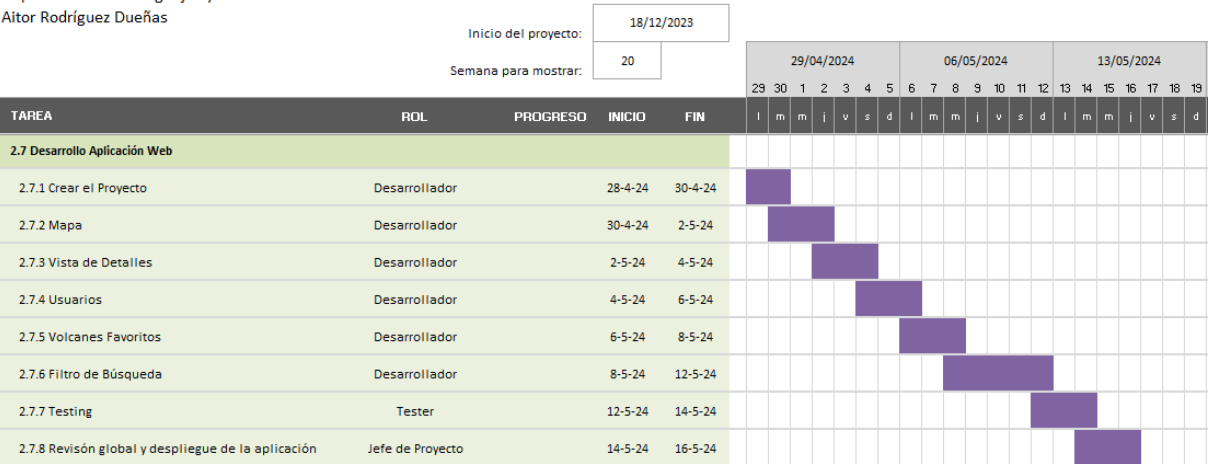 Aitor Rodríguez Dueñas
Inicio del proyecto: 18/12/2023
Semana para mostrar: 20
29/04/2024 06/05/2024 13/05/2024
29 30 1 2 3 4 5 6 7 8 9 10 11 12 13 14 15 16 17 18 19
TAREA ROL PROGRESO INICIO FIN l m m j v s d l m m j v s d l m m j v s d
2.7 Desarrollo Aplicación Web
2.7.1 Crear el Proyecto Desarrollador 28-4-24 30-4-24
2.7.2 Mapa Desarrollador 30-4-24 2-5-24
2.7.3 Vista de Detalles Desarrollador 2-5-24 4-5-24
2.7.4 Usuarios Desarrollador 4-5-24 6-5-24
2.7.5 Volcanes Favoritos Desarrollador 6-5-24 8-5-24
2.7.6 Filtro de Búsqueda Desarrollador 8-5-24 12-5-24
2.7.7 Testing Tester 12-5-24 14-5-24
2.7.8 Revisón global y despliegue de la aplicación Jefe de Proyecto 14-5-24 16-5-24